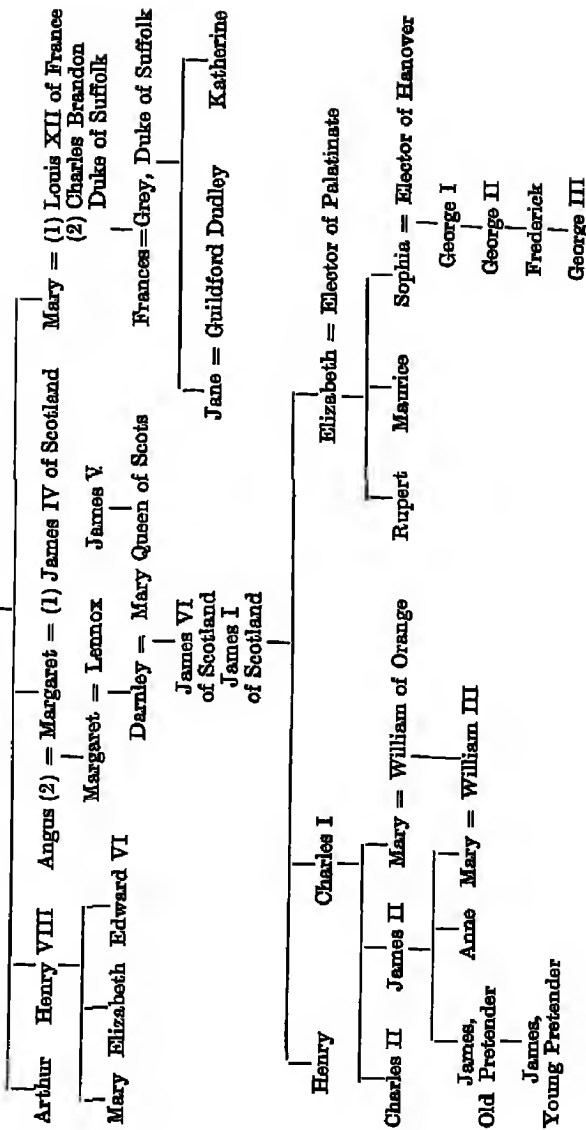 Arthur Henry VIII Angus (2) = Margaret = (1) James IV of Scotland Mary = (1) Louis XII of France
(2) Charles Brandon
Duke of Suffolk
Mary Elizabeth Edward VI Margaret = Lennox James V. Frances=Grey, Duke of Suffolk
Darnley = Mary Queen of Scots Jane = Guildford Dudley Katherine
James VI
of Scotland
James I
of Scotland
Henry Charles I Elizabeth = Elector of Palatinate
Charles II James II Mary = William of Orange Rupert Maurice Sophia = Elector of Hanover
James,
Old Pretender Anne Mary = William III George I
George II
James,
Young Pretender Frederick
George III